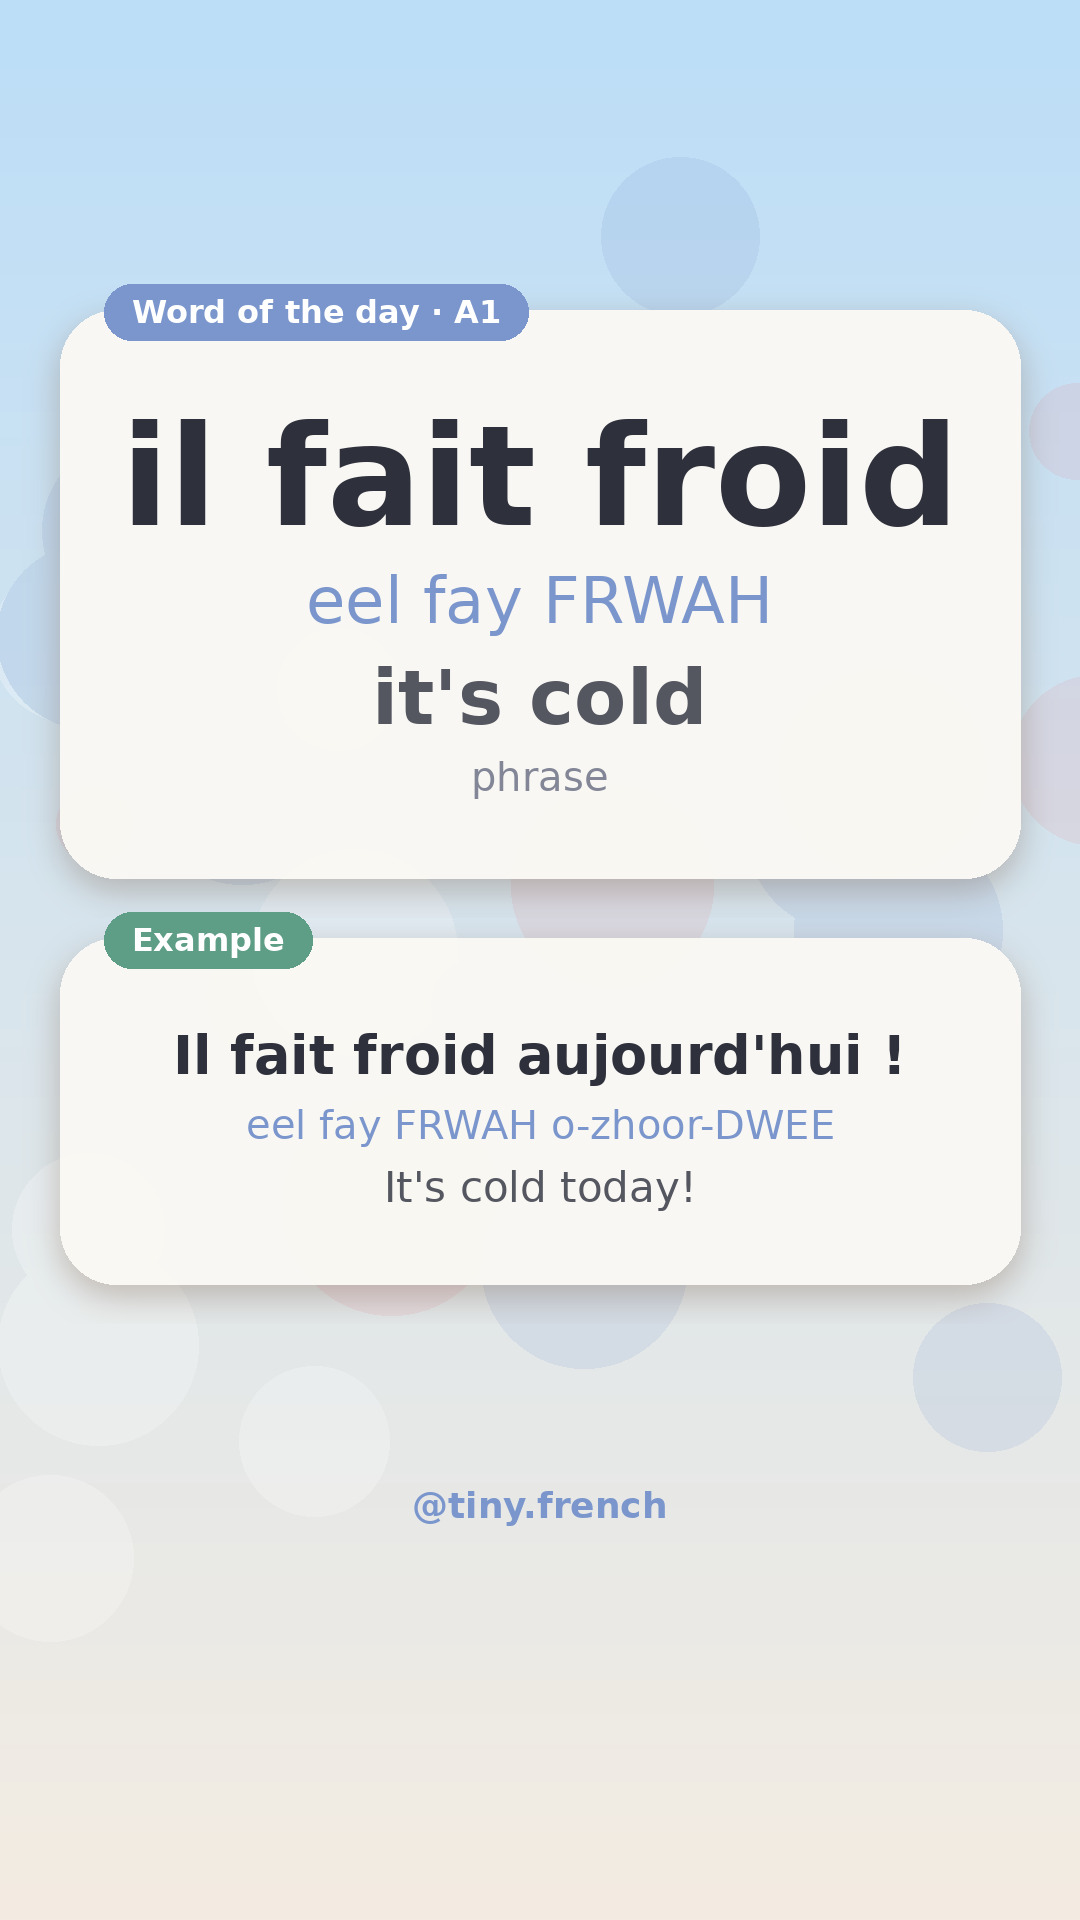 Word of the day · A1
il fait froid
eel fay FRWAH
it's cold
phrase
Example
Il fait froid aujourd'hui !
eel fay FRWAH o-zhoor-DWEE
It's cold today!
@tiny.french